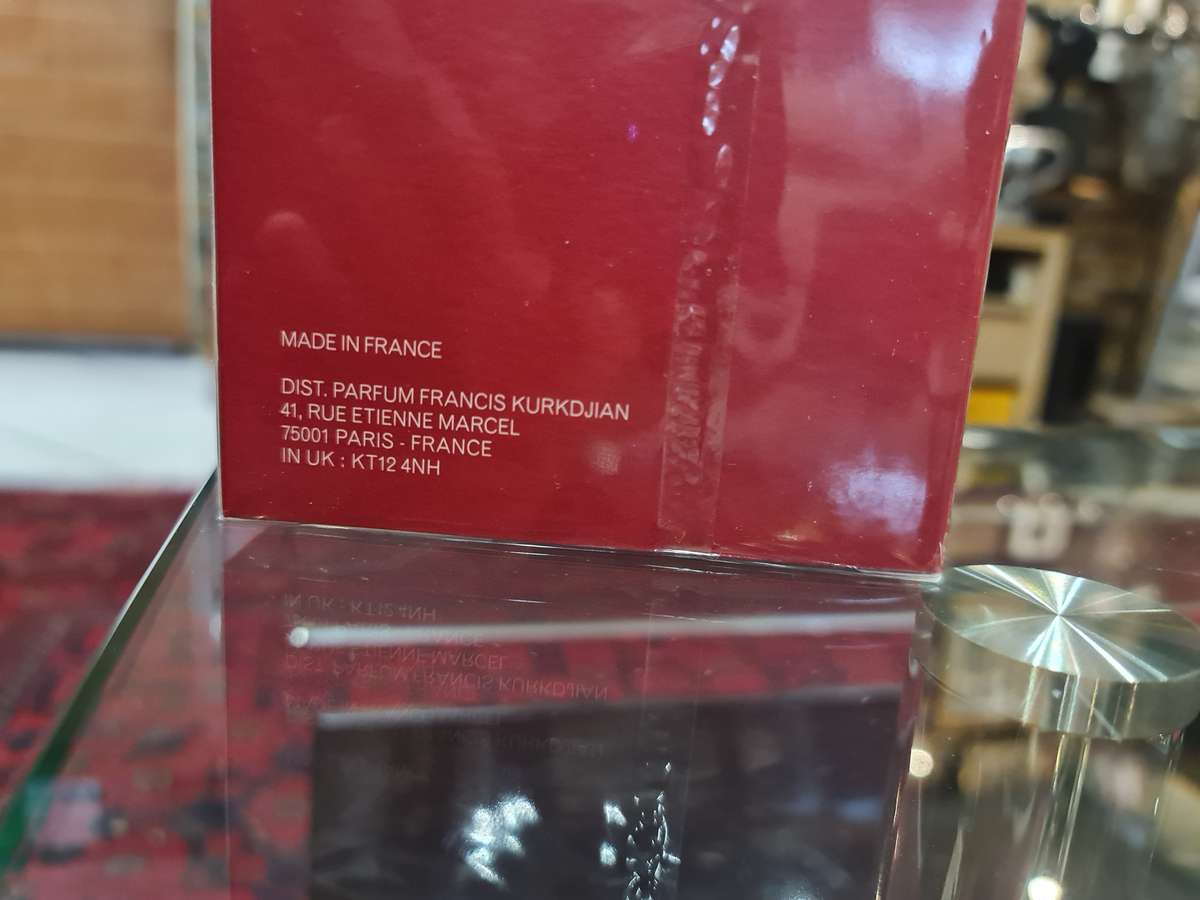 MADE IN FRANCE
DIST. PARFUM FRANCIS KURKDJIAN
41, RUE ETIENNE MARCEL
75001 PARIS - FRANCE
IN UK : KT12 4NH